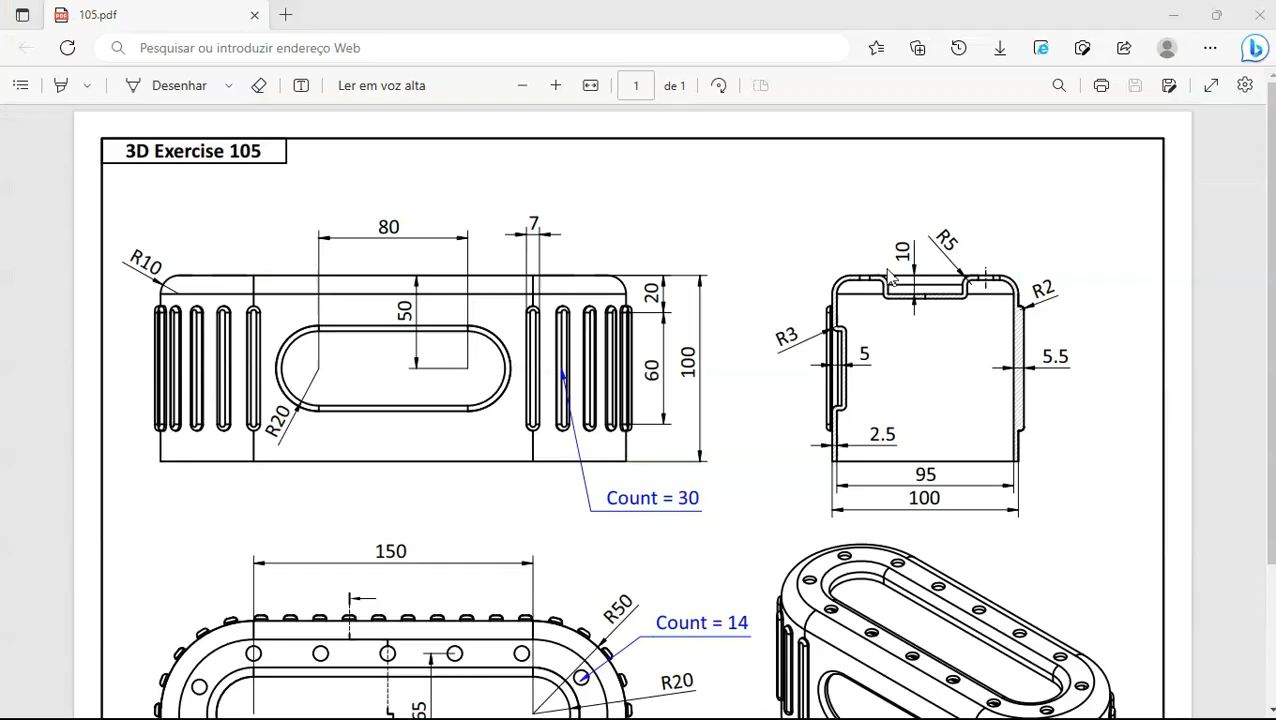 105.pdf
Pesquisar ou introduzir endereço Web
Desenhar
Ler em voz alta
1
de 1
3D Exercise 105
80
7
R10
50
20
60
100
R20
Count = 30
10
R5
R2
R3
5
5.5
2.5
95
100
150
R50
Count = 14
R20
65